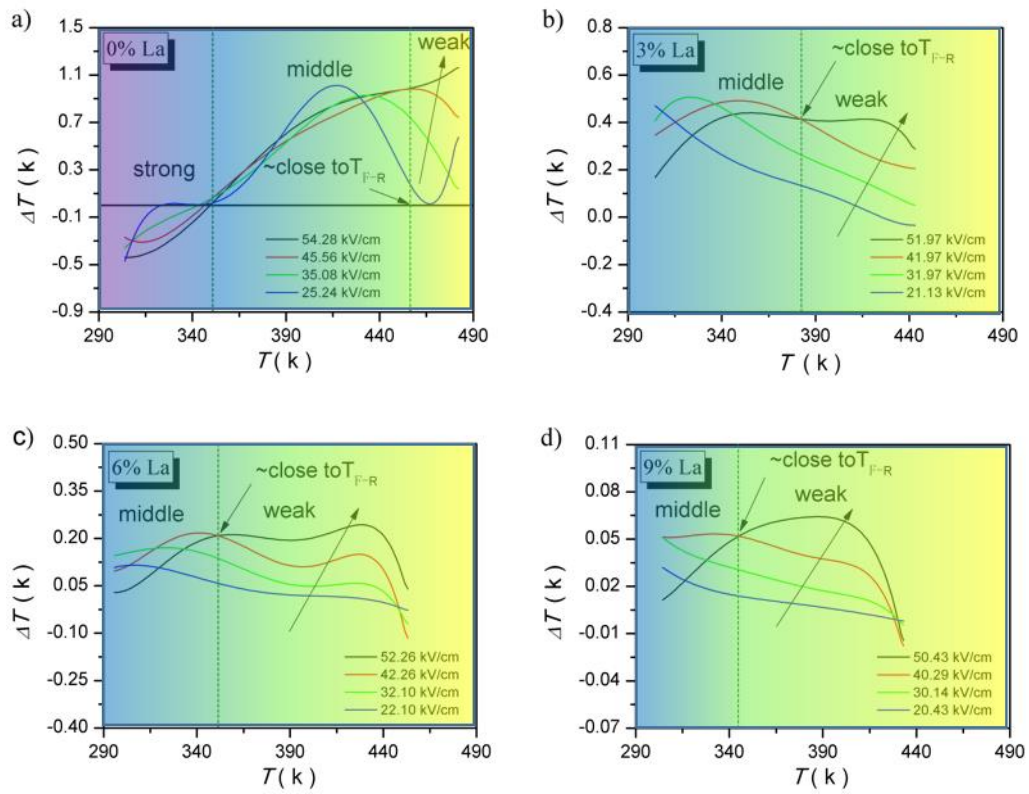 a)
0% La
1.5
1.1
0.7
0.3
-0.1
-0.5
-0.9
ΔT ( k )
strong
middle
weak
~close toT F-R
54.28 kV/cm
45.56 kV/cm
35.08 kV/cm
25.24 kV/cm
290 340 390 440 490
T ( k )
b)
3% La
0.8
0.6
0.4
0.2
0.0
0.2
0.4
ΔT ( k )
middle
~close toT F-R
weak
51.97 kV/cm
41.97 kV/cm
31.97 kV/cm
21.13 kV/cm
290 340 390 440 490
T ( k )
c)
6% La
0.50
0.35
0.20
0.05
-0.10
-0.25
-0.40
ΔT ( k )
middle
~close toT F-R
weak
52.26 kV/cm
42.26 kV/cm
32.10 kV/cm
22.10 kV/cm
290 340 390 440 490
T ( k )
d)
9% La
0.11
0.08
0.05
0.02
-0.01
-0.04
-0.07
ΔT ( k )
middle
~close toT F-R
weak
50.43 kV/cm
40.29 kV/cm
30.14 kV/cm
20.43 kV/cm
290 340 390 440 490
T ( k )